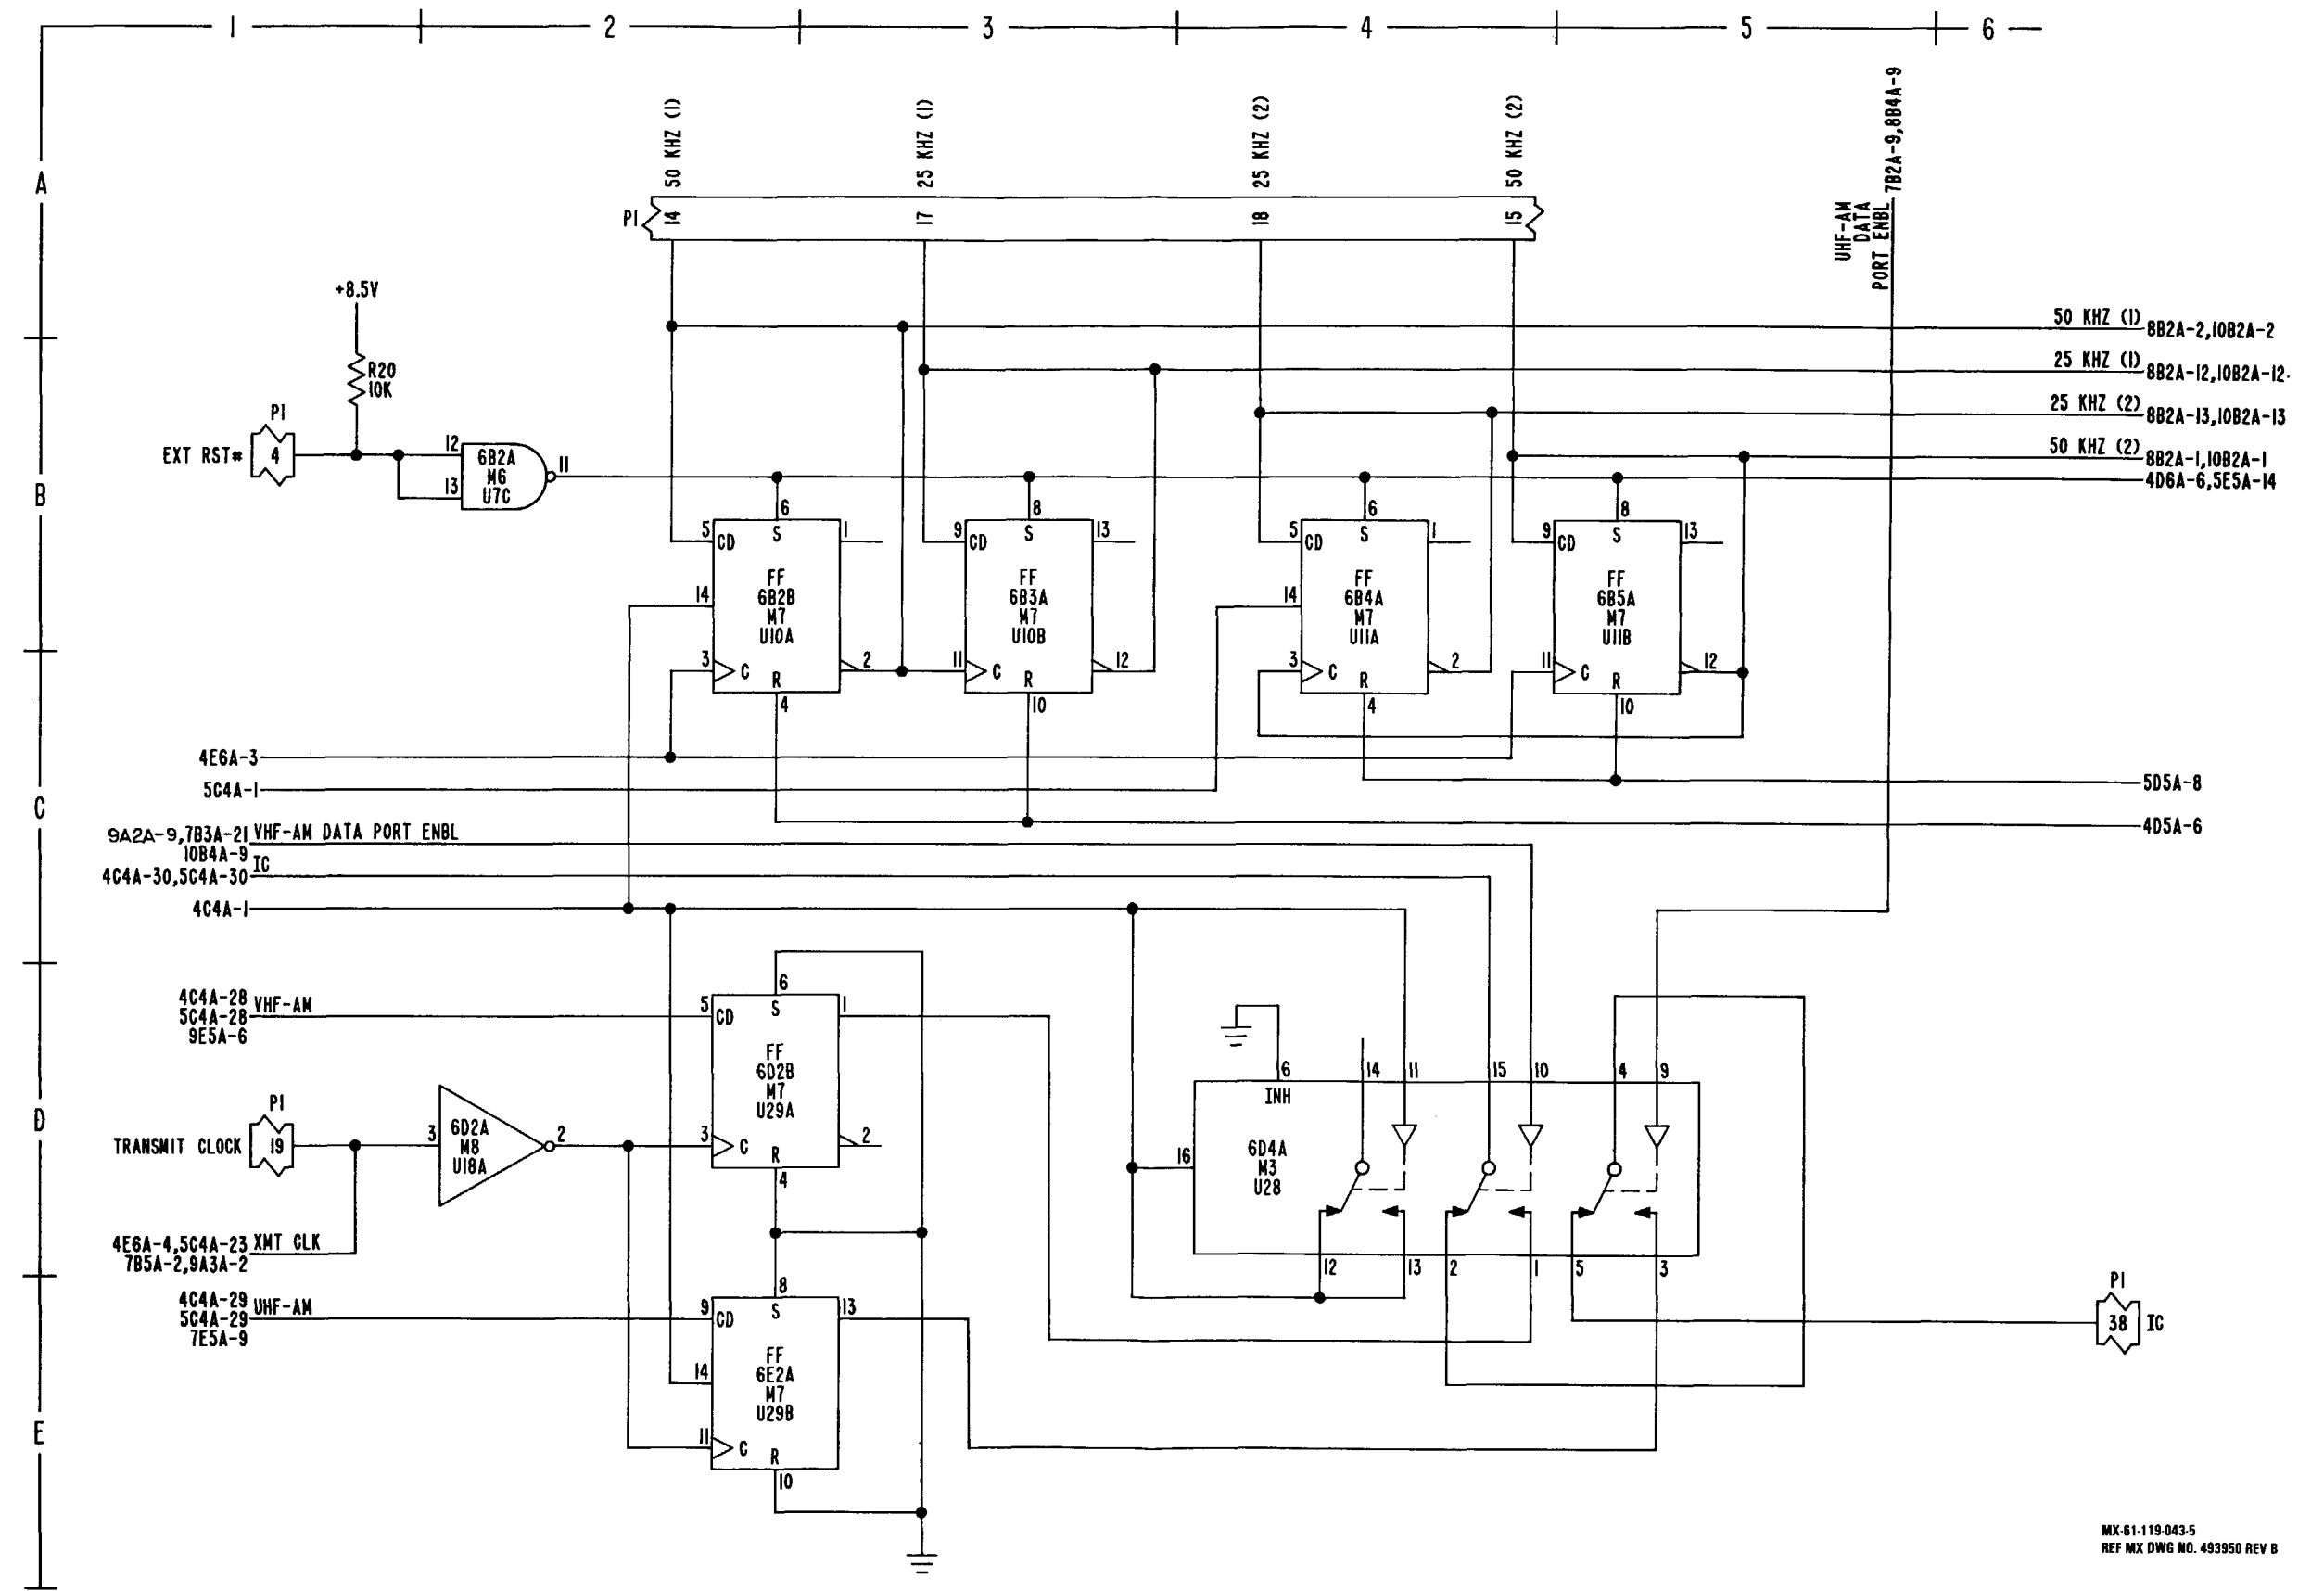 1 2 3 4 5 6
A
B
C
D
E
50 KHZ (1)
25 KHZ (1)
25 KHZ (2)
50 KHZ (2)
7B2A-9,8B4A-9
UHF-AM
DATA
PORT ENBL
P1 14 17 18 15
+8.5V
R20
10K
50 KHZ (1) 8B2A-2,10B2A-2
25 KHZ (1) 8B2A-12,10B2A-12
25 KHZ (2) 8B2A-13,10B2A-13
50 KHZ (2) 8B2A-1,10B2A-1
4D6A-6,5E5A-14
P1
EXT RST* 4
12
13
6B2A
M6
U7C
11
6 S
5 CD
1
14
FF
6B2B
M7
U10A
3 C
2
R
4
8 S
9 CD
13
FF
6B3A
M7
U10B
11 C
12
R
10
6 S
5 CD
1
14
FF
6B4A
M7
U11A
3 C
2
R
4
8 S
9 CD
13
FF
6B5A
M7
U11B
11 C
12
R
10
4E6A-3
5C4A-1
5D5A-8
4D5A-6
9A2A-9,7B3A-21 VHF-AM DATA PORT ENBL
10B4A-9
4C4A-30,5C4A-30 IC
4C4A-1
4C4A-28
5C4A-28 VHF-AM
9E5A-6
6 S
5 CD
1
FF
6D2B
M7
U29A
3 C
2
R
4
P1
TRANSMIT CLOCK 19
3
6D2A
M8
U18A
2
4E6A-4,5C4A-23 XMT CLK
7B5A-2,9A3A-2
4C4A-29
5C4A-29 UHF-AM
7E5A-9
8 S
9 CD
13
14
FF
6E2A
M7
U29B
11 C
R
10
6 14 11 15 10 4 9
INH
16
6D4A
M3
U28
12 13 2 1 5 3
P1
38 IC
MX-61-119-043-5
REF MX DWG NO. 493950 REV B